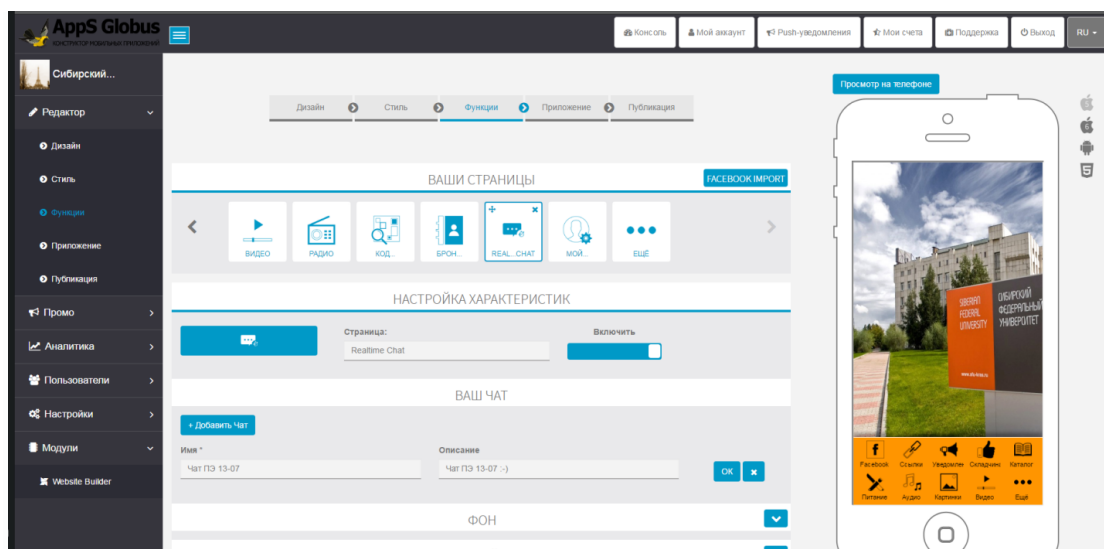 AppS Globus
КОНСТРУКТОР МОБИЛЬНЫХ ПРИЛОЖЕНИЙ
Консоль
Мой аккаунт
Push-уведомления
Мои счета
Поддержка
Выход
RU
Сибирский...
Редактор
Дизайн
Стиль
Функции
Приложение
Публикация
Промо
Аналитика
Пользователи
Настройки
Модули
Website Builder
Дизайн
Стиль
Функции
Приложение
Публикация
ВАШИ СТРАНИЦЫ
FACEBOOK IMPORT
ВИДЕО
РАДИО
КОД...
БРОН...
REAL...CHAT
МОЙ...
ЕЩЁ
НАСТРОЙКА ХАРАКТЕРИСТИК
Страница:
Включить
Realtime Chat
ВАШ ЧАТ
+ Добавить Чат
Имя *
Описание
Чат ПЭ 13-07
Чат ПЭ 13-07 :-)
OK
ФОН
Просмотр на телефоне
SIBERIAN
FEDERAL
UNIVERSITY
СИБИРСКИЙ
ФЕДЕРАЛЬНЫЙ
УНИВЕРСИТЕТ
Facebook
Ссылка
Уведомлен
Каталог
Питание
Аудио
Картинки
Видео
Ещё